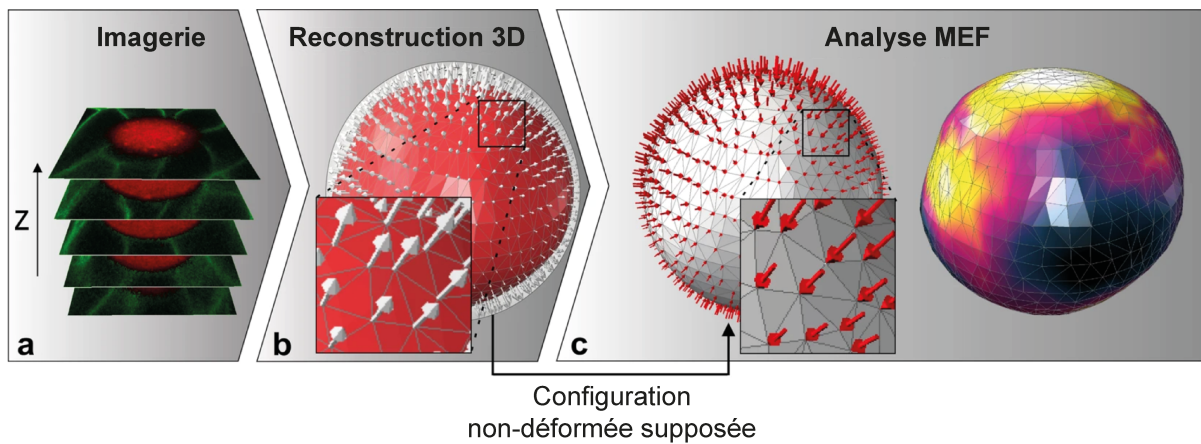 Imagerie
Reconstruction 3D
Analyse MEF
Z
a
b
c
Configuration
non-déformée supposée